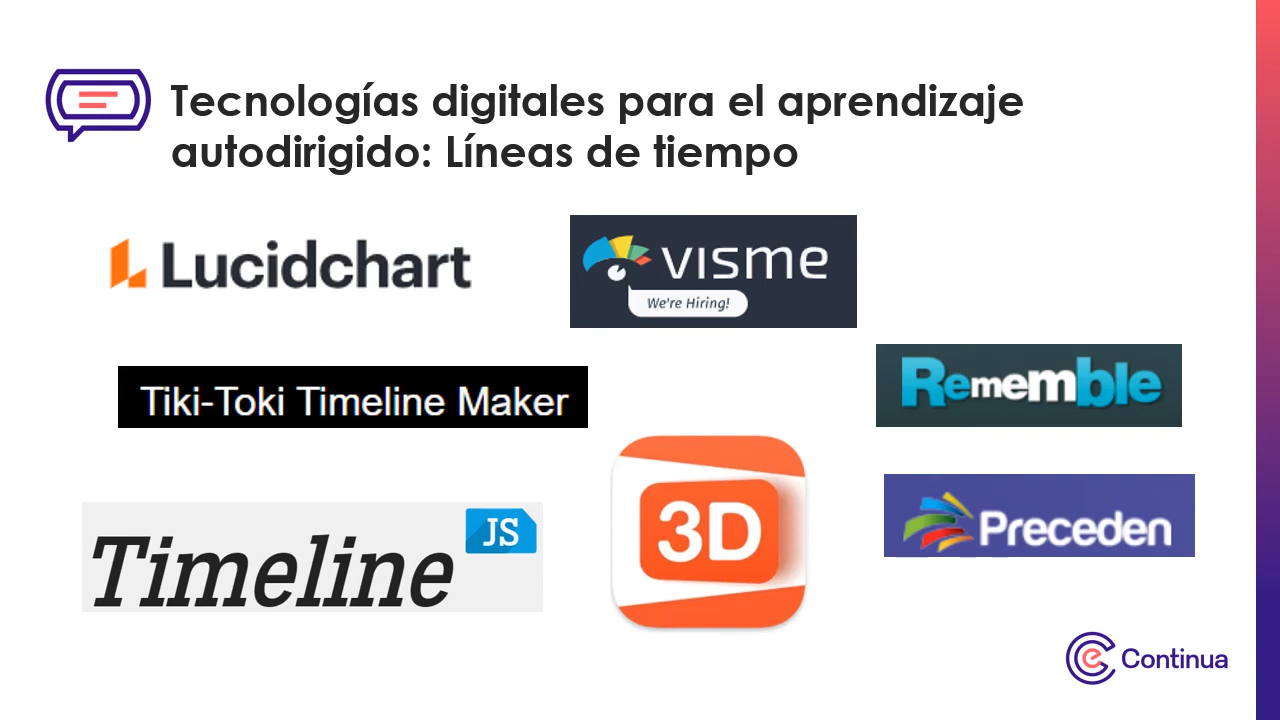 Tecnologías digitales para el aprendizaje
autodirigido: Líneas de tiempo
Lucidchart
visme
We're Hiring!
Rememble
Tiki-Toki Timeline Maker
3D
Preceden
Timeline JS
e Continua